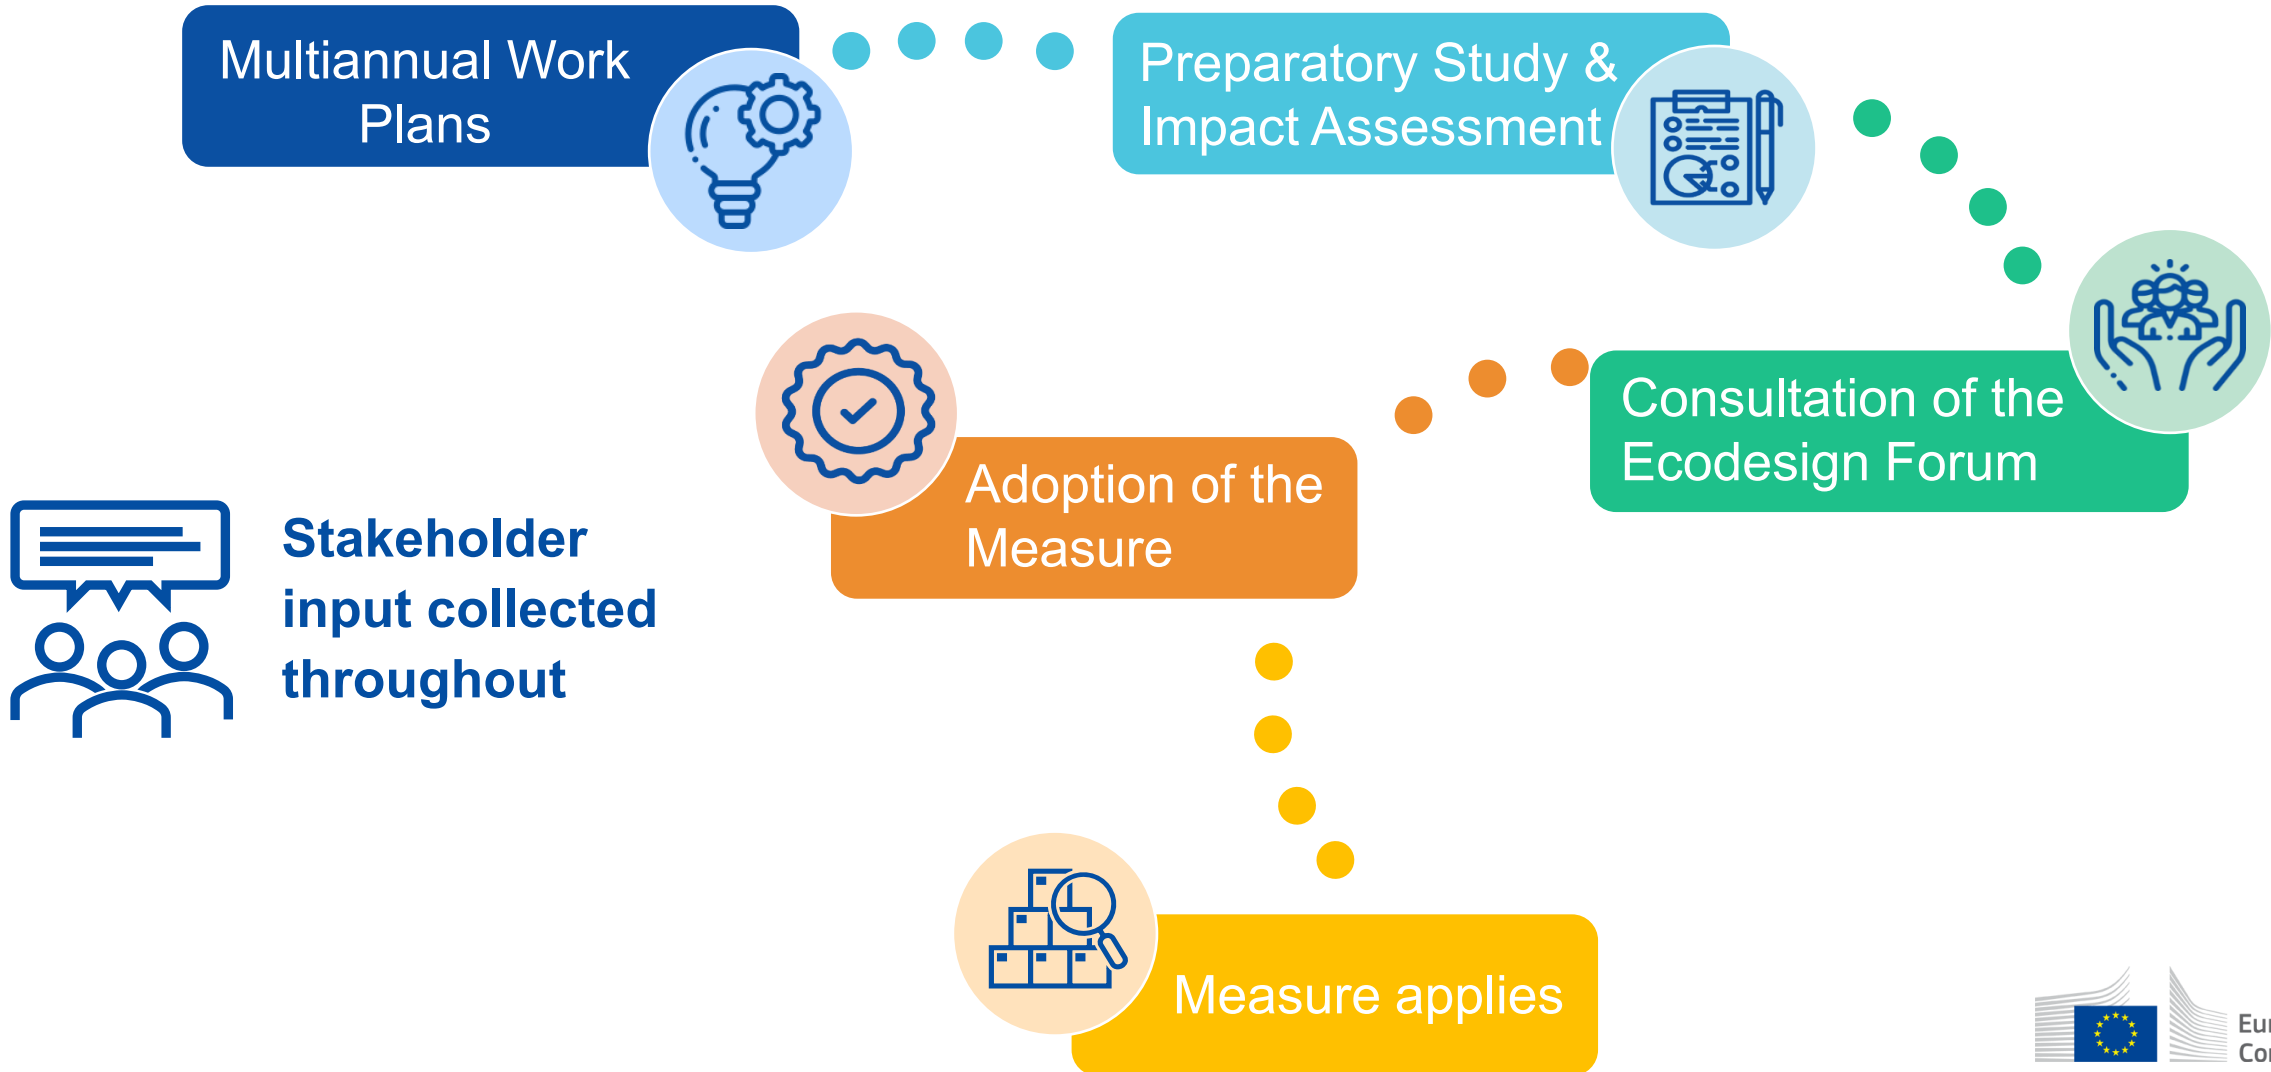 Multiannual Work
Plans
Preparatory Study &
Impact Assessment
Consultation of the
Ecodesign Forum
Adoption of the
Measure
Stakeholder
input collected
throughout
Measure applies